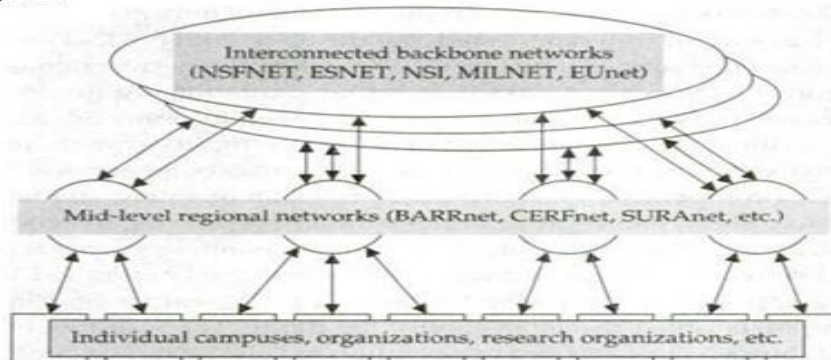 Interconnected backbone networks
(NSFNET, ESNET, NSI, MILNET, EUnet)
Mid-level regional networks (BARRnet, CERFnet, SURAnet, etc.)
Individual campuses, organizations, research organizations, etc.